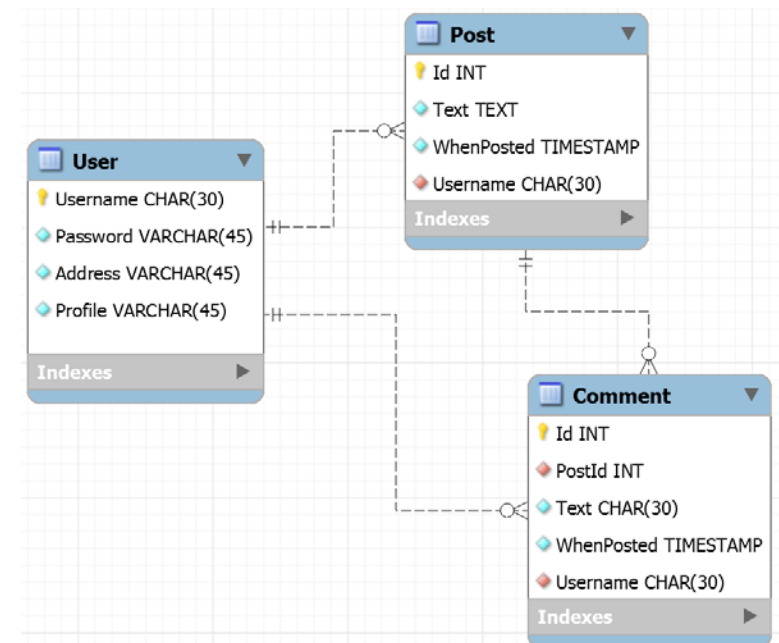 Post
Id INT
Text TEXT
WhenPosted TIMESTAMP
Username CHAR(30)
Indexes
User
Username CHAR(30)
Password VARCHAR(45)
Address VARCHAR(45)
Profile VARCHAR(45)
Indexes
Comment
Id INT
PostId INT
Text CHAR(30)
WhenPosted TIMESTAMP
Username CHAR(30)
Indexes